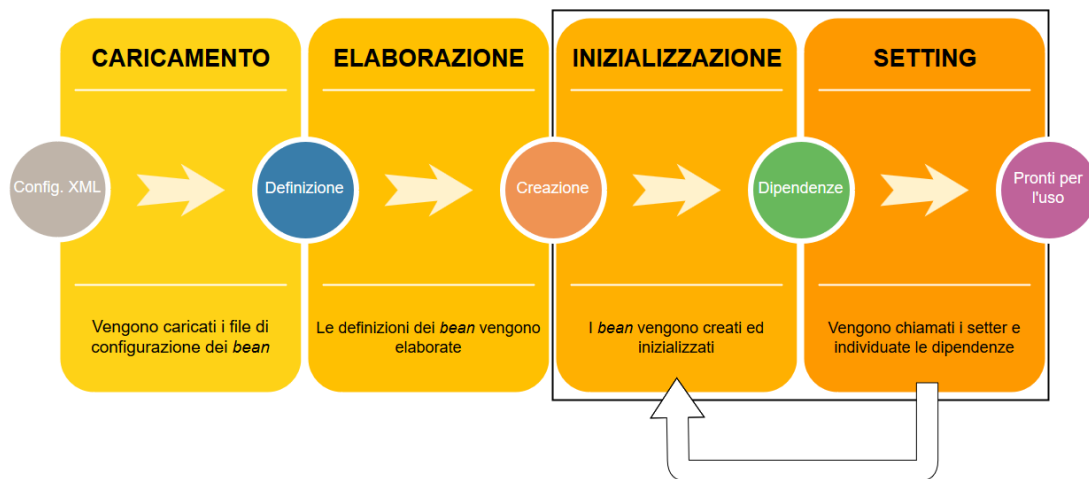 CARICAMENTO
ELABORAZIONE
INIZIALIZZAZIONE
SETTING
Config. XML
Definizione
Creazione
Dipendenze
Pronti per
l'uso
Vengono caricati i file di
configurazione dei bean
Le definizioni dei bean vengono
elaborate
I bean vengono creati ed
inizializzati
Vengono chiamati i setter e
individuate le dipendenze